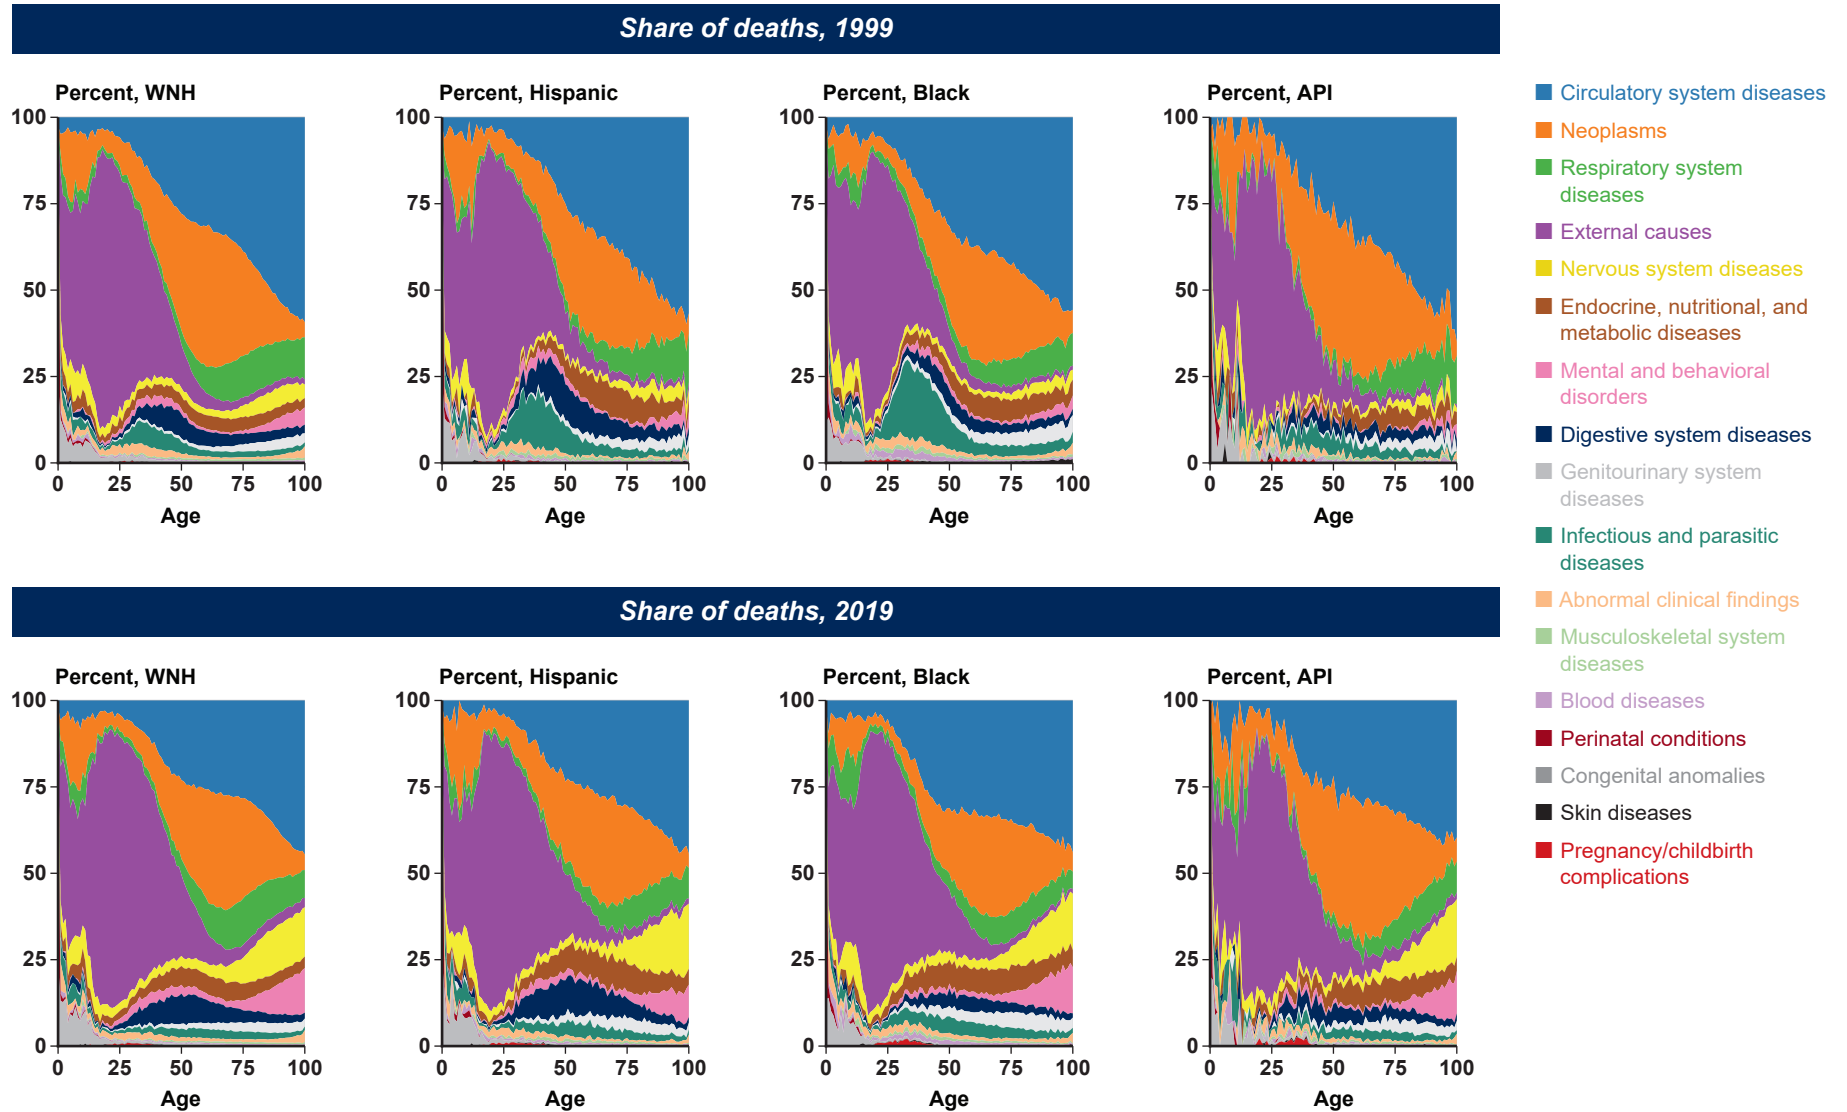 Share of deaths, 1999
Percent, WNH
Percent, Hispanic
Percent, Black
Percent, API
100
75
50
25
0
0 25 50 75 100
Age
100
75
50
25
0
0 25 50 75 100
Age
100
75
50
25
0
0 25 50 75 100
Age
100
75
50
25
0
0 25 50 75 100
Age
Share of deaths, 2019
Percent, WNH
Percent, Hispanic
Percent, Black
Percent, API
100
75
50
25
0
0 25 50 75 100
Age
100
75
50
25
0
0 25 50 75 100
Age
100
75
50
25
0
0 25 50 75 100
Age
100
75
50
25
0
0 25 50 75 100
Age
Circulatory system diseases
Neoplasms
Respiratory system
diseases
External causes
Nervous system diseases
Endocrine, nutritional, and
metabolic diseases
Mental and behavioral
disorders
Digestive system diseases
Genitourinary system
diseases
Infectious and parasitic
diseases
Abnormal clinical findings
Musculoskeletal system
diseases
Blood diseases
Perinatal conditions
Congenital anomalies
Skin diseases
Pregnancy/childbirth
complications